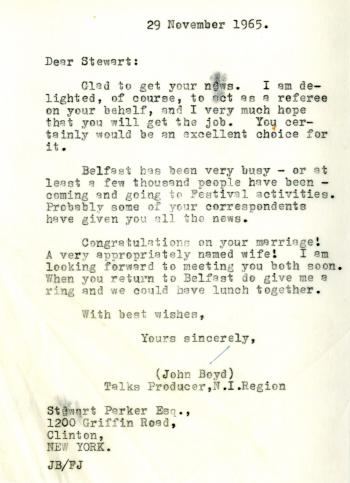 29 November 1965.
Dear Stewart:
Glad to get your news. I am de-
lighted, of course, to act as a referee
on your behalf, and I very much hope
that you will get the job. You cer-
tainly would be an excellent choice for
it.
Belfast has been very busy - or at
least a few thousand people have been -
coming and going to Festival activities.
Probably some of your correspondents
have given you all the news.
Congratulations on your marriage!
A very appropriately named wife! I am
looking forward to meeting you both soon.
When you return to Belfast do give me a
ring and we could have lunch together.
With best wishes,
Yours sincerely,
(John Boyd)
Talks Producer,N.I.Region
Stewart Parker Esq.,
1200 Griffin Road,
Clinton,
NEW YORK.
JB/FJ